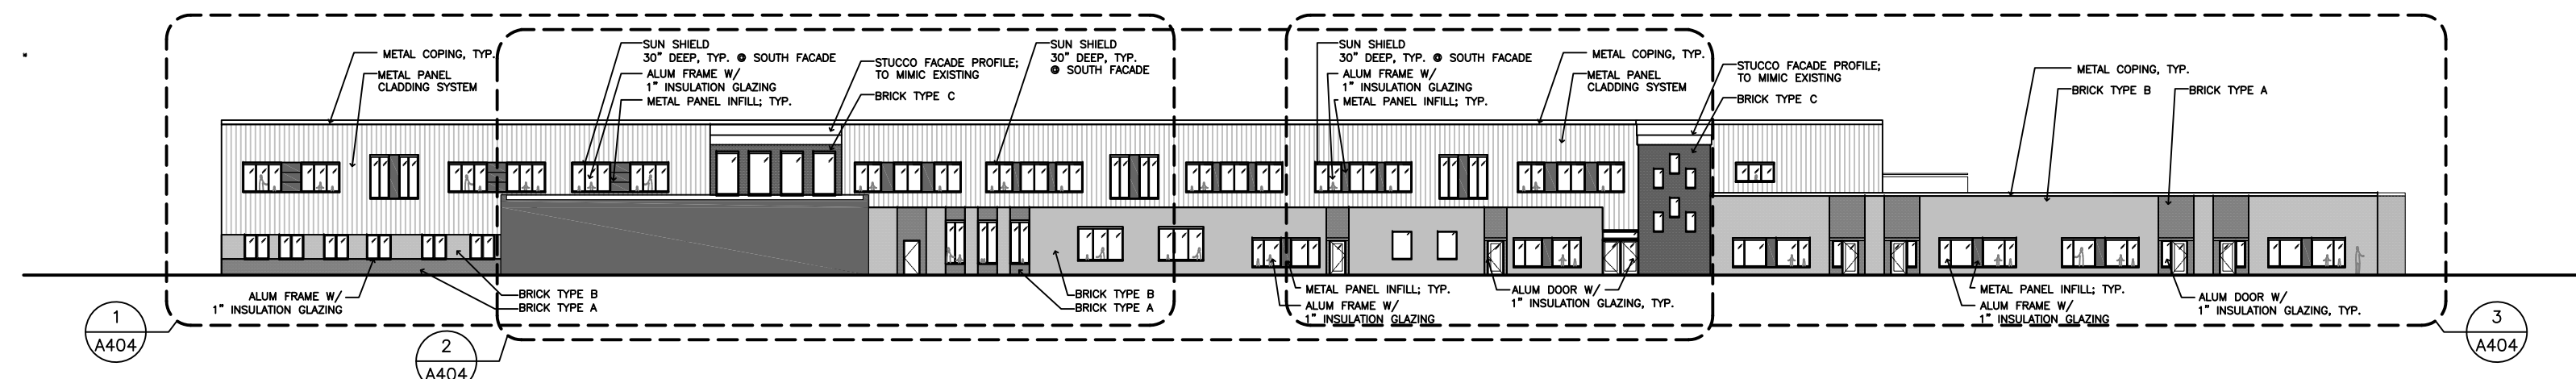 METAL COPING, TYP.
METAL PANEL
CLADDING SYSTEM
SUN SHIELD
30" DEEP, TYP. @ SOUTH FACADE
ALUM FRAME W/
1" INSULATION GLAZING
METAL PANEL INFILL; TYP.
STUCCO FACADE PROFILE;
TO MIMIC EXISTING
BRICK TYPE C
SUN SHIELD
30" DEEP, TYP.
@ SOUTH FACADE
SUN SHIELD
30" DEEP, TYP. @ SOUTH FACADE
ALUM FRAME W/
1" INSULATION GLAZING
METAL PANEL INFILL; TYP.
METAL COPING, TYP.
METAL PANEL
CLADDING SYSTEM
STUCCO FACADE PROFILE;
TO MIMIC EXISTING
BRICK TYPE C
METAL COPING, TYP.
BRICK TYPE B
BRICK TYPE A
ALUM FRAME W/
1" INSULATION GLAZING
BRICK TYPE B
BRICK TYPE A
BRICK TYPE B
BRICK TYPE A
METAL PANEL INFILL; TYP.
ALUM FRAME W/
1" INSULATION GLAZING
ALUM DOOR W/
1" INSULATION GLAZING, TYP.
METAL PANEL INFILL; TYP.
ALUM FRAME W/
1" INSULATION GLAZING
ALUM DOOR W/
1" INSULATION GLAZING, TYP.
1
A404
2
A404
3
A404